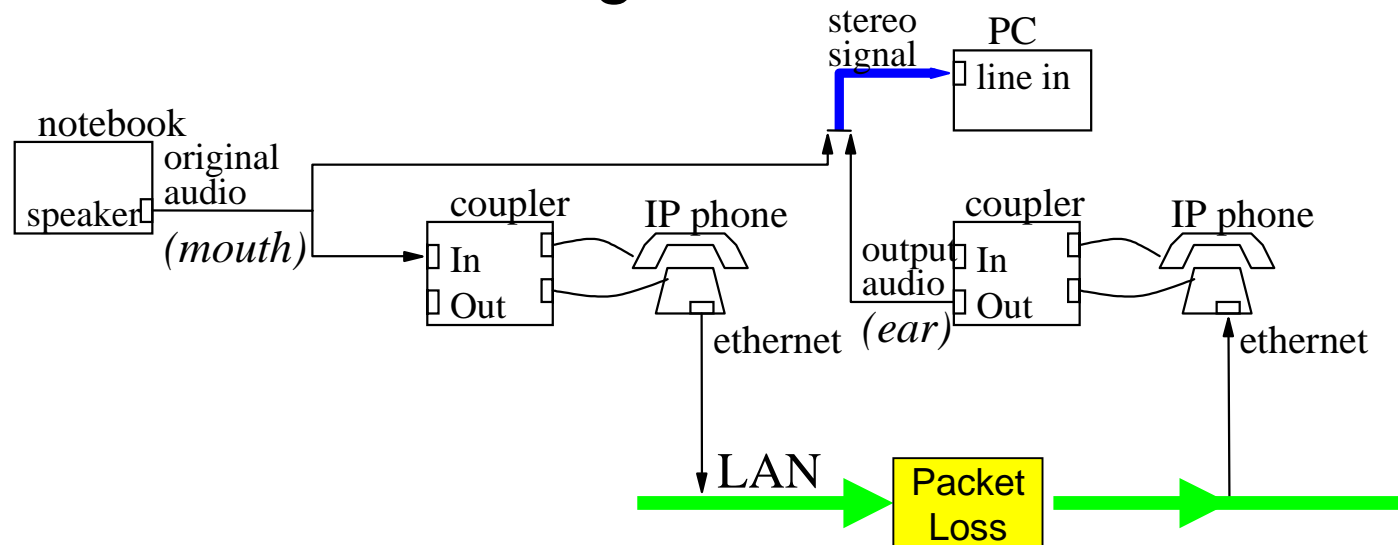 g
stereo
signal
PC
line in
notebook
original
audio
speaker
(mouth)
coupler
In
Out
IP phone
ethernet
output
audio
(ear)
coupler
In
Out
IP phone
ethernet
LAN
Packet
Loss